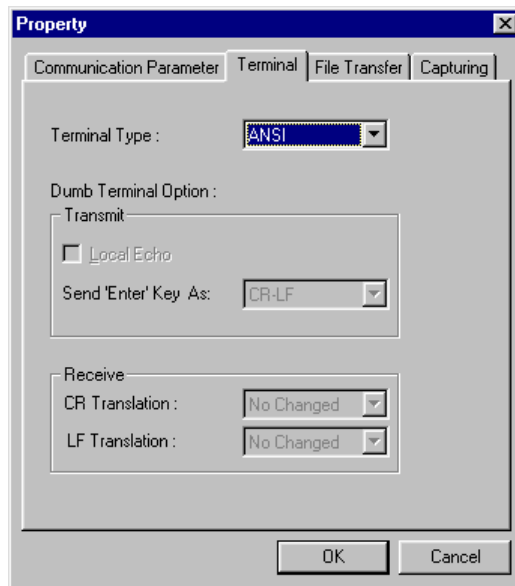 Property
Communication Parameter Terminal File Transfer Capturing
Terminal Type : ANSI
Dumb Terminal Option :
Transmit
Local Echo
Send 'Enter' Key As: CR-LF
Receive
CR Translation : No Changed
LF Translation : No Changed
OK Cancel